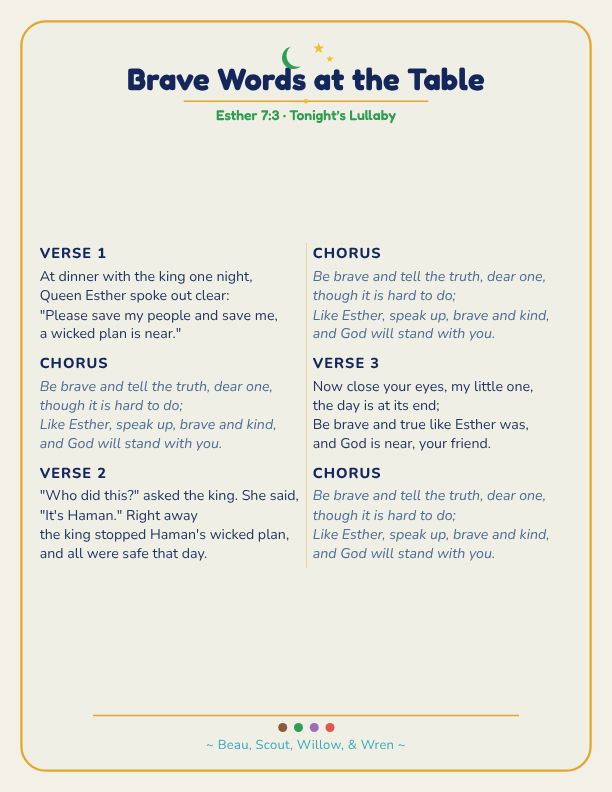 Brave Words at the Table
Esther 7:3 · Tonight's Lullaby
VERSE 1
At dinner with the king one night,
Queen Esther spoke out clear:
"Please save my people and save me,
a wicked plan is near."
CHORUS
Be brave and tell the truth, dear one,
though it is hard to do;
Like Esther, speak up, brave and kind,
and God will stand with you.
VERSE 2
"Who did this?" asked the king. She said,
"It's Haman." Right away
the king stopped Haman's wicked plan,
and all were safe that day.
CHORUS
Be brave and tell the truth, dear one,
though it is hard to do;
Like Esther, speak up, brave and kind,
and God will stand with you.
VERSE 3
Now close your eyes, my little one,
the day is at its end;
Be brave and true like Esther was,
and God is near, your friend.
CHORUS
Be brave and tell the truth, dear one,
though it is hard to do;
Like Esther, speak up, brave and kind,
and God will stand with you.
~ Beau, Scout, Willow, & Wren ~